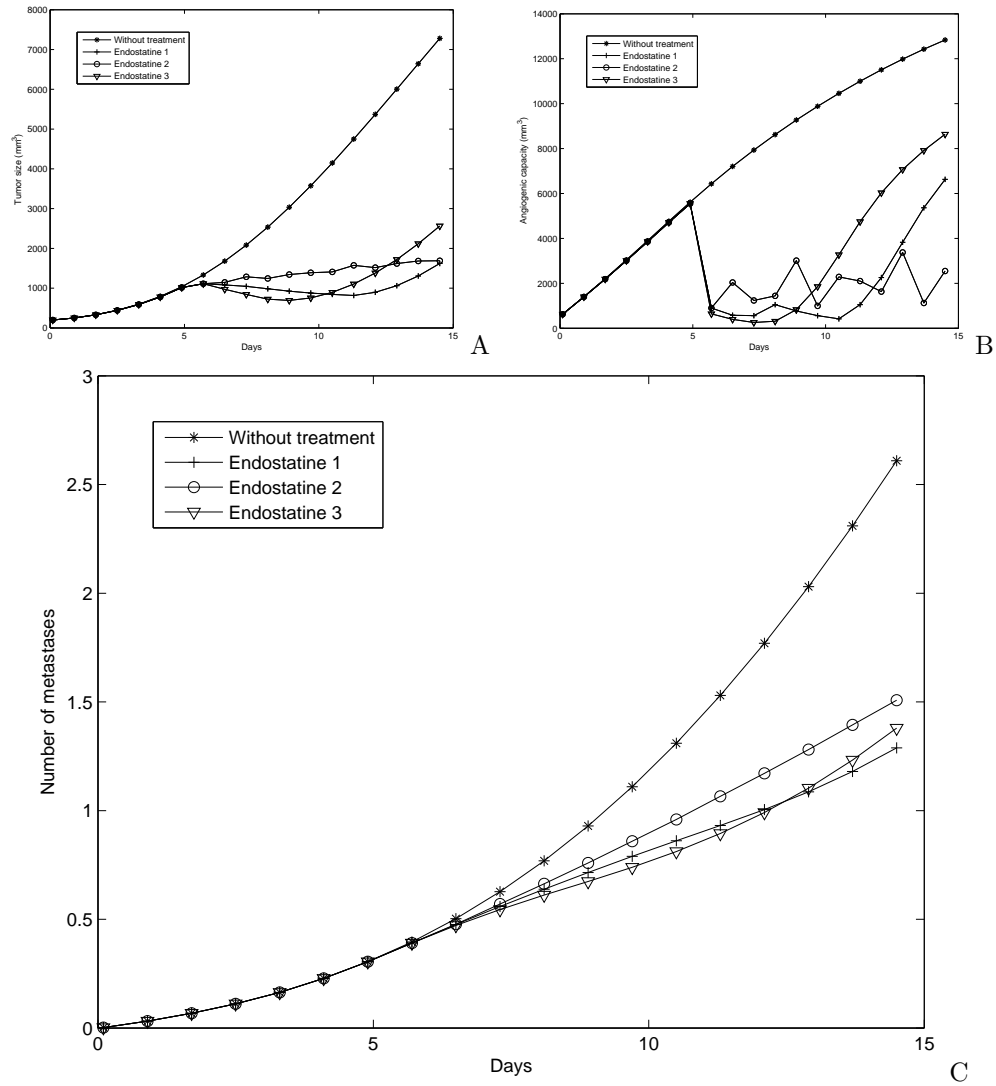 8000
7000
6000
5000
4000
3000
2000
1000
0
Tumor size (mm³)
Without treatment
Endostatine 1
Endostatine 2
Endostatine 3
0
5
10
15
Days
A
14000
12000
10000
8000
6000
4000
2000
0
Angiogenic capacity (mm³)
Without treatment
Endostatine 1
Endostatine 2
Endostatine 3
0
5
10
15
Days
B
3
2.5
2
1.5
1
0.5
0
Number of metastases
Without treatment
Endostatine 1
Endostatine 2
Endostatine 3
0
5
10
15
Days
C